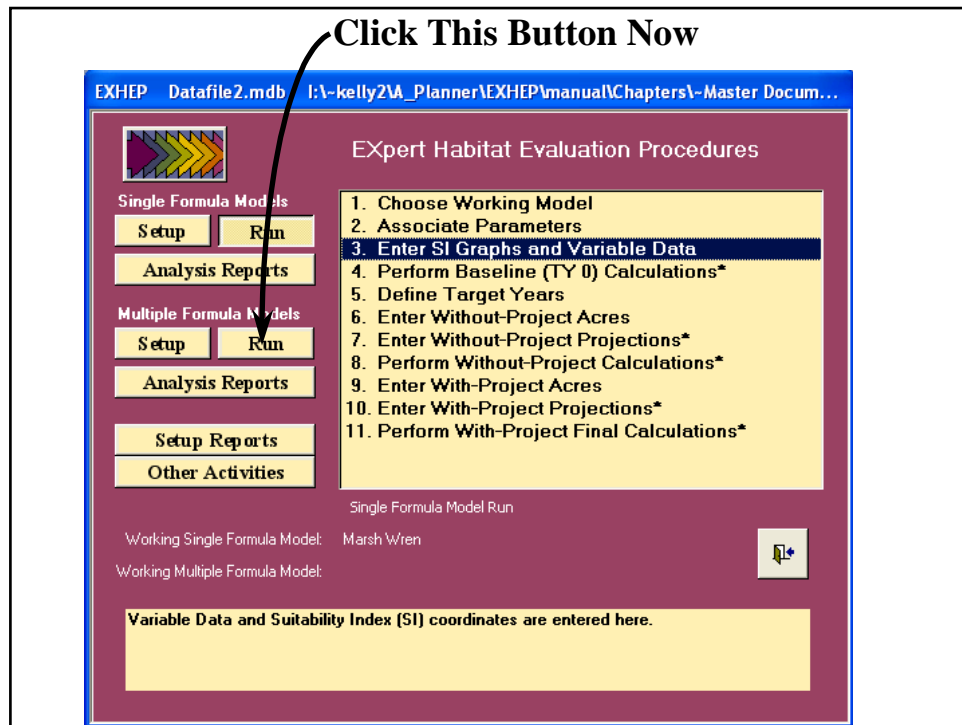 Click This Button Now
EXHEP Datafile2.mdb I:\~kelly2\A_Planner\EXHEP\manual\Chapters\~Master Docum...
EXpert Habitat Evaluation Procedures
Single Formula Models
Setup Run
Analysis Reports
Multiple Formula Models
Setup Run
Analysis Reports
Setup Reports
Other Activities
1. Choose Working Model
2. Associate Parameters
3. Enter SI Graphs and Variable Data
4. Perform Baseline (TY 0) Calculations*
5. Define Target Years
6. Enter Without-Project Acres
7. Enter Without-Project Projections*
8. Perform Without-Project Calculations*
9. Enter With-Project Acres
10. Enter With-Project Projections*
11. Perform With-Project Final Calculations*
Single Formula Model Run
Working Single Formula Model: Marsh Wren
Working Multiple Formula Model:
Variable Data and Suitability Index (SI) coordinates are entered here.